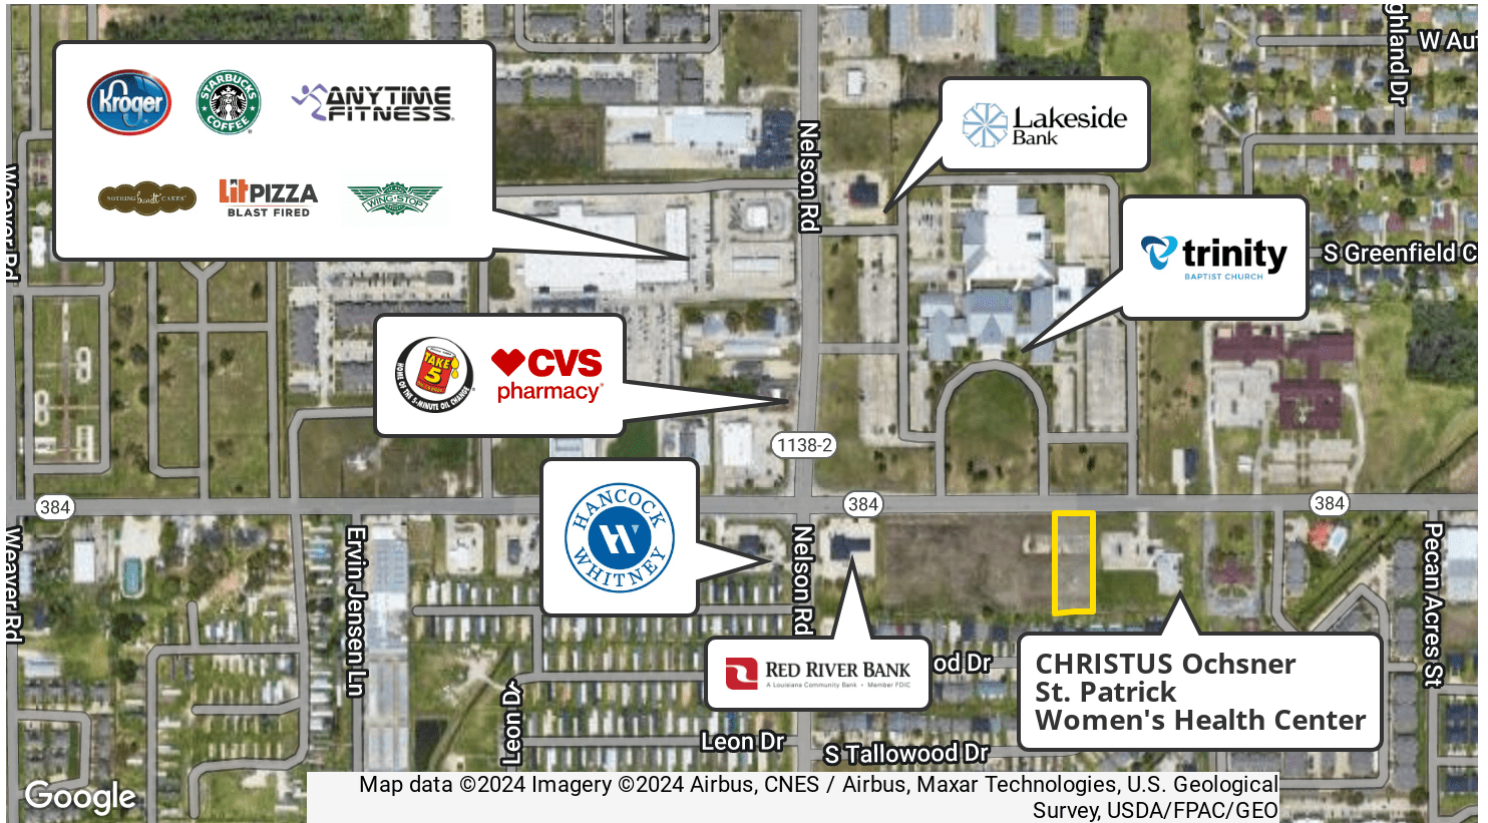 ghland Dr
W Au
Kroger
STARBUCKS
COFFEE
ANYTIME
FITNESS
Lakeside
Bank
Nelson Rd
Weaver Rd
NOTHING Bundt CAKES
Lit PIZZA
BLAST FIRED
WING·STOP
trinity
BAPTIST CHURCH
S Greenfield C
TAKE
5
HOME OF THE 5-MINUTE OIL CHANGE
CVS
pharmacy
1138-2
384
384
384
HANCOCK
WHITNEY
Weaver Rd
Ervin Jensen Ln
Nelson Rd
Pecan Acres St
RED RIVER BANK
A Louisiana Community Bank • Member FDIC
od Dr
CHRISTUS Ochsner
St. Patrick
Women's Health Center
Leon Dr
Leon Dr
S Tallowood Dr
Google
Map data ©2024 Imagery ©2024 Airbus, CNES / Airbus, Maxar Technologies, U.S. Geological
Survey, USDA/FPAC/GEO